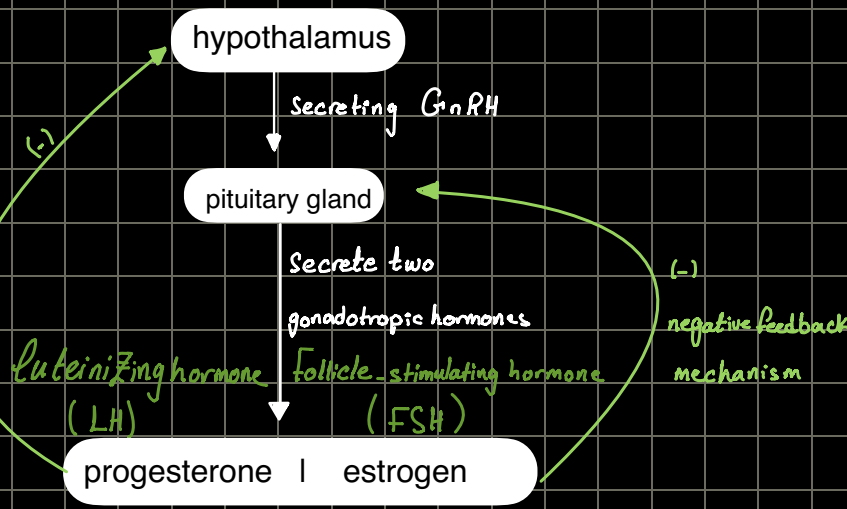 hypothalamus
(-)
Secreting GnRH
pituitary gland
Secrete two
gonadotropic hormones
(-)
negative feedback
mechanism
luteinizing hormone Follicle-stimulating hormone
(LH) (FSH)
progesterone | estrogen